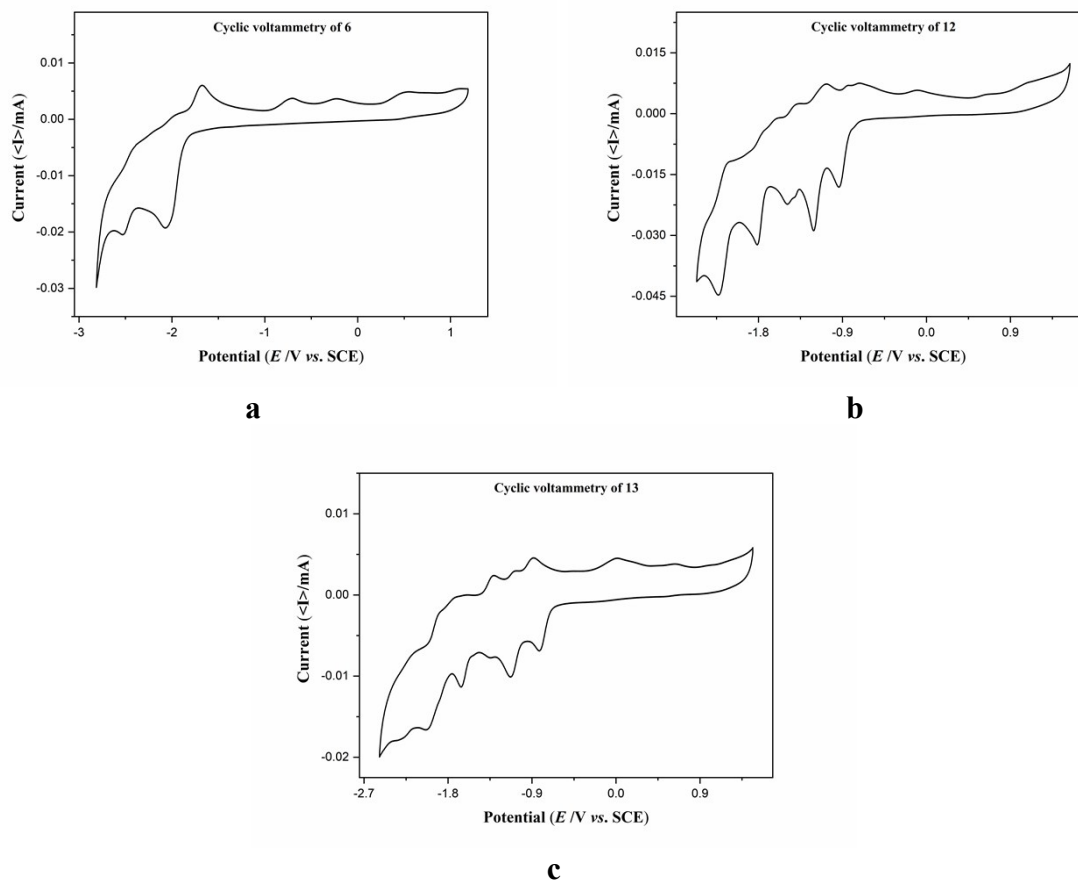 Cyclic voltammetry of 6
0.01
0.00
-0.01
-0.02
-0.03
Current (<I>/mA)
-3 -2 -1 0 1
Potential (E /V vs. SCE)
a
Cyclic voltammetry of 12
0.015
0.000
-0.015
-0.030
-0.045
Current (<I>/mA)
-1.8 -0.9 0.0 0.9
Potential (E /V vs. SCE)
b
Cyclic voltammetry of 13
0.01
0.00
-0.01
-0.02
Current (<I>/mA)
-2.7 -1.8 -0.9 0.0 0.9
Potential (E /V vs. SCE)
c